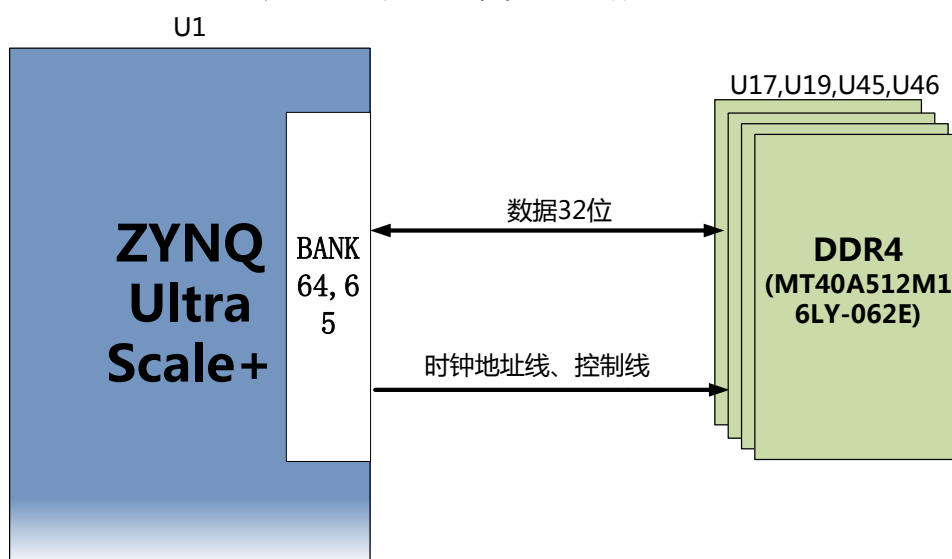 U1
U17,U19,U45,U46
数据32位
ZYNQ
Ultra
Scale+
BANK
64,6
5
DDR4
(MT40A512M1
6LY-062E)
时钟地址线、控制线